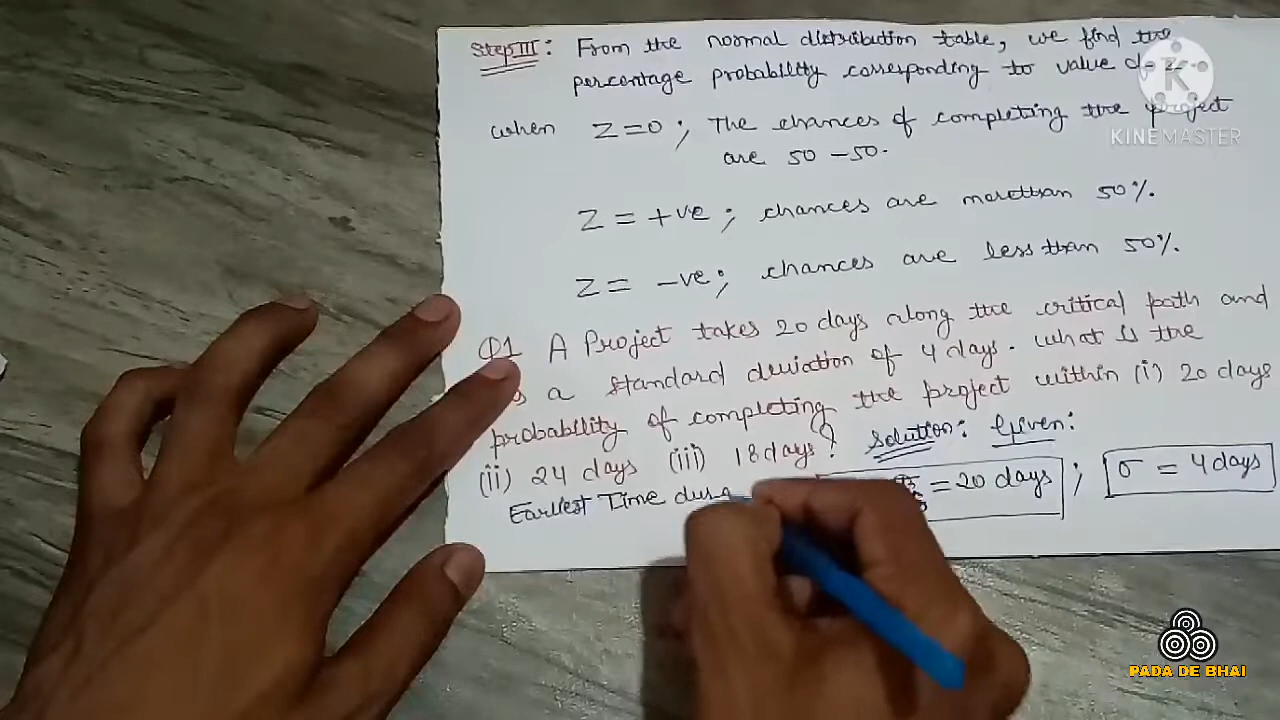 Step III: From the normal distribution table, we find the
percentage probability corresponding to value of z.
when Z=0; The chances of completing the project
are 50-50.
Z = +ve; chances are morethan 50%.
Z = -ve; chances are less than 50%.
Q1 A Project takes 20 days along the critical path and
a standard deviation of 4 days. what is the
probability of completing the project within (i) 20 days
(ii) 24 days (iii) 18 days? Solution: Given:
Earliest Time = 20 days; σ = 4 days
KINEMASTER
PADA DE BHAI